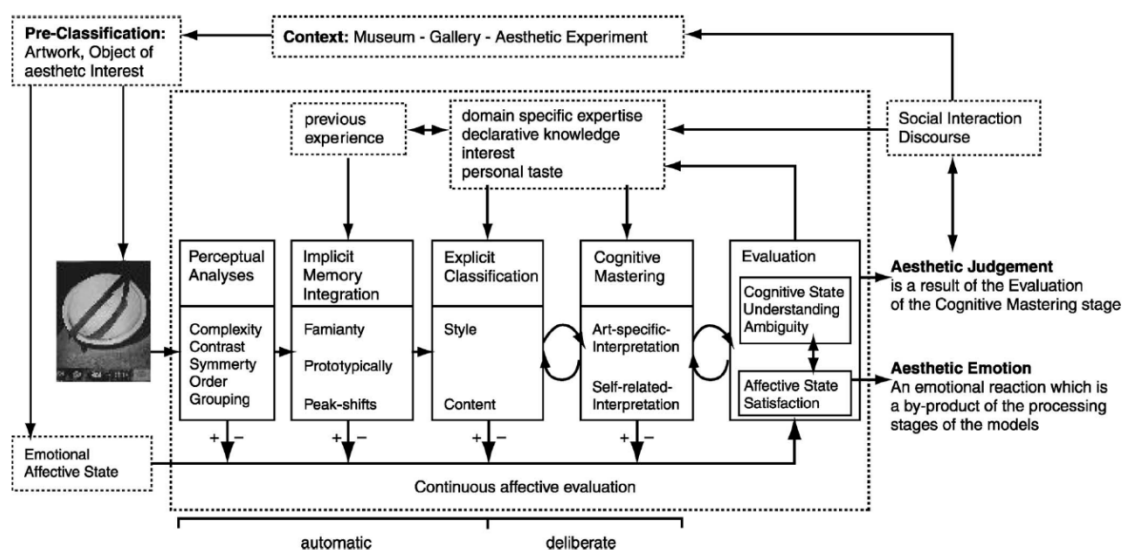 Pre-Classification:
Artwork, Object of
aesthetc Interest
Context: Museum - Gallery - Aesthetic Experiment
Social Interaction
Discourse
previous
experience
domain specific expertise
declarative knowledge
interest
personal taste
Perceptual
Analyses
Complexity
Contrast
Symmerty
Order
Grouping
Implicit
Memory
Integration
Famianty
Prototypically
Peak-shifts
Explicit
Classification
Style
Content
Cognitive
Mastering
Art-specific-
Interpretation
Self-related-
Interpretation
Evaluation
Cognitive State
Understanding
Ambiguity
Affective State
Satisfaction
Aesthetic Judgement
is a result of the Evaluation
of the Cognitive Mastering stage
Aesthetic Emotion
An emotional reaction which is
a by-product of the processing
stages of the models
+ −
+ −
+ −
+ −
Emotional
Affective State
Continuous affective evaluation
automatic
deliberate